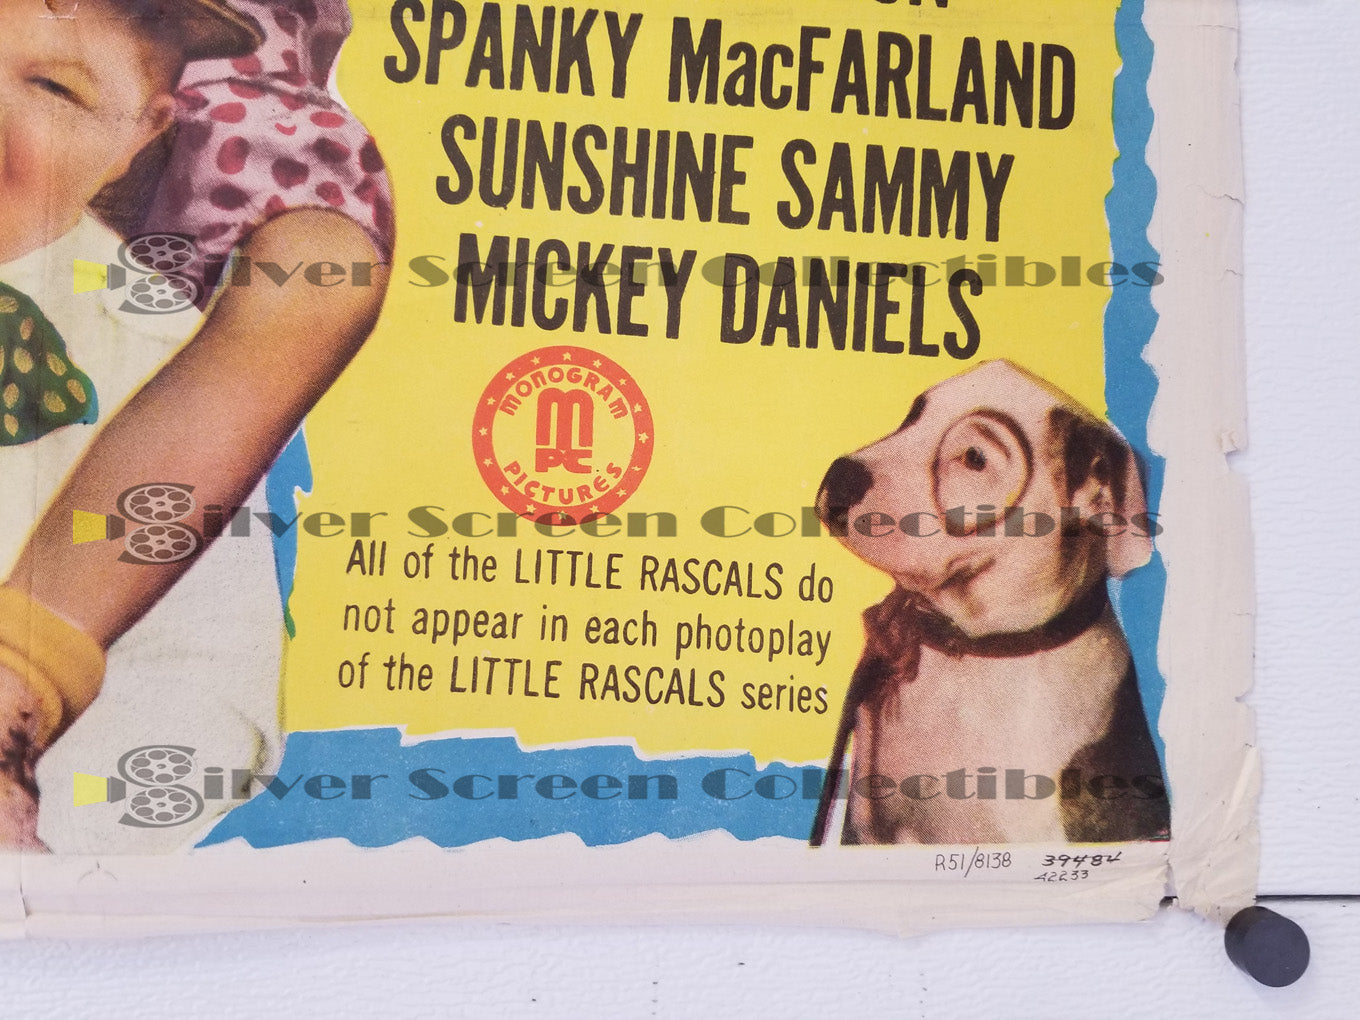 SPANKY MacFARLAND
SUNSHINE SAMMY
MICKEY DANIELS
Silver Screen Collectibles
MONOGRAM
MPC
PICTURES
Silver Screen Collectibles
All of the LITTLE RASCALS do
not appear in each photoplay
of the LITTLE RASCALS series
Silver Screen Collectibles
R51/8138 39484
42233